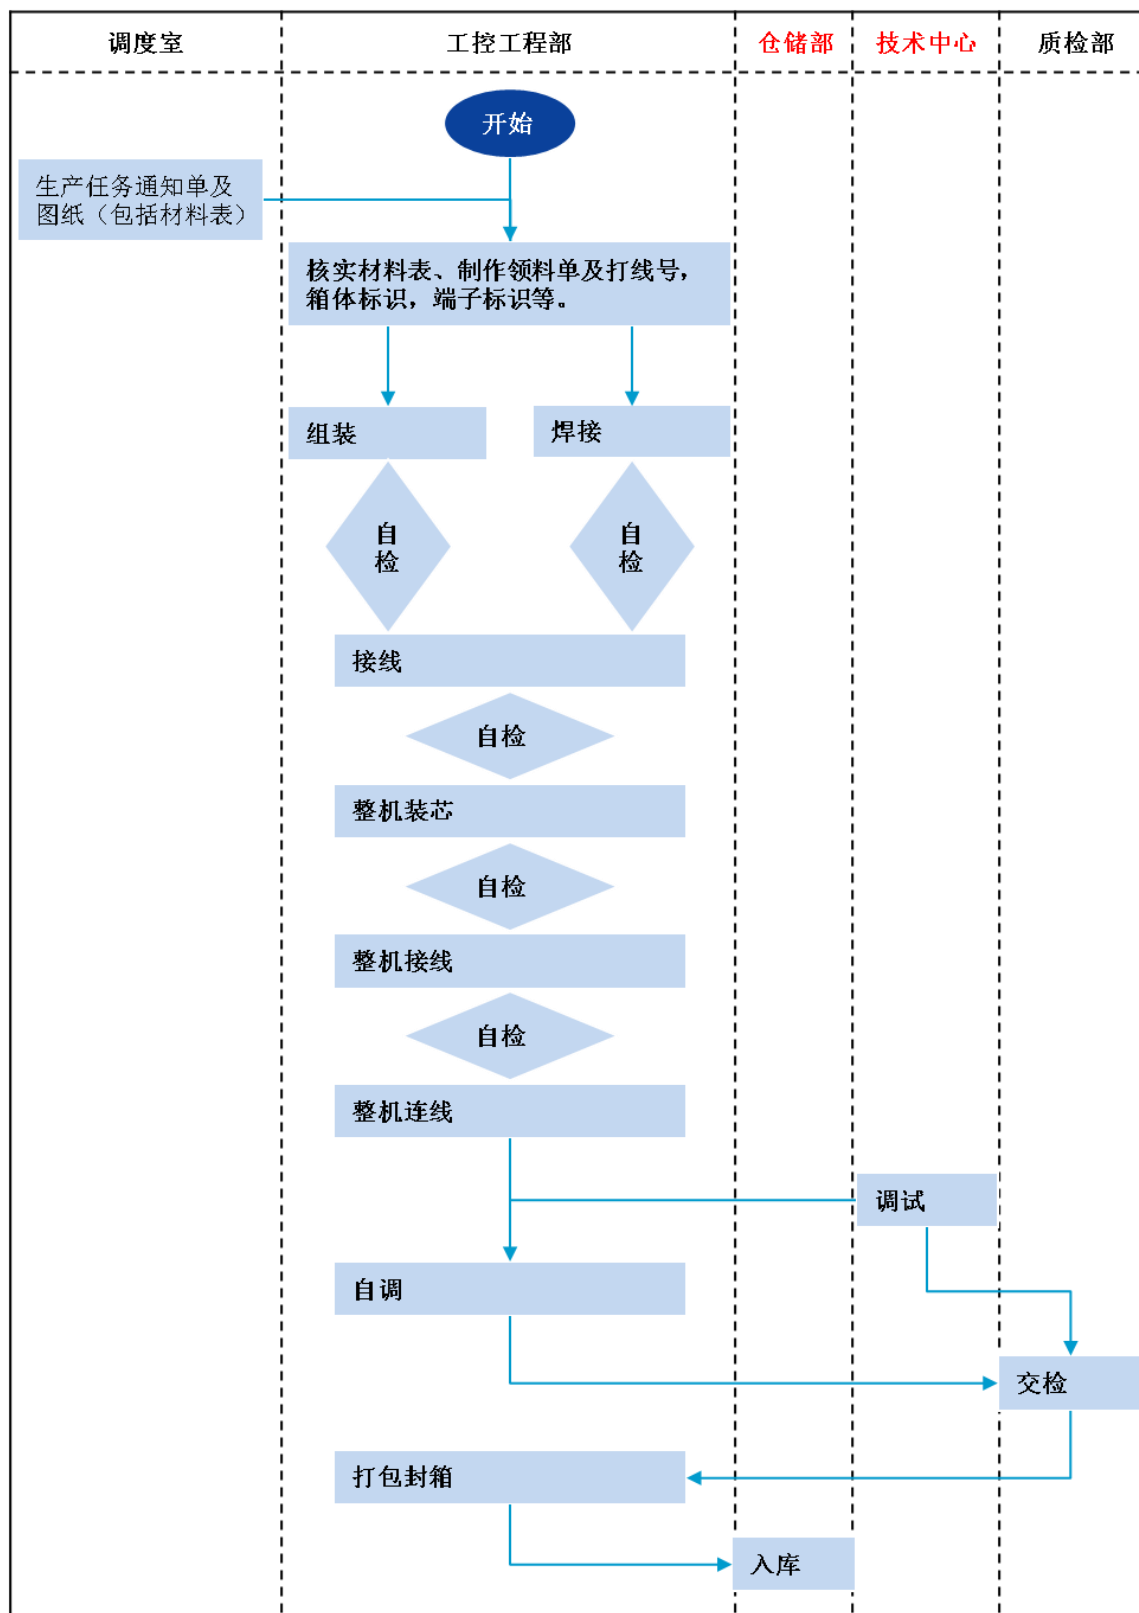 调度室
工控工程部
仓储部
技术中心
质检部
开始
生产任务通知单及
图纸（包括材料表）
核实材料表、制作领料单及打线号，
箱体标识，端子标识等。
组装
焊接
自
检
自
检
接线
自检
整机装芯
自检
整机接线
自检
整机连线
调试
自调
交检
打包封箱
入库